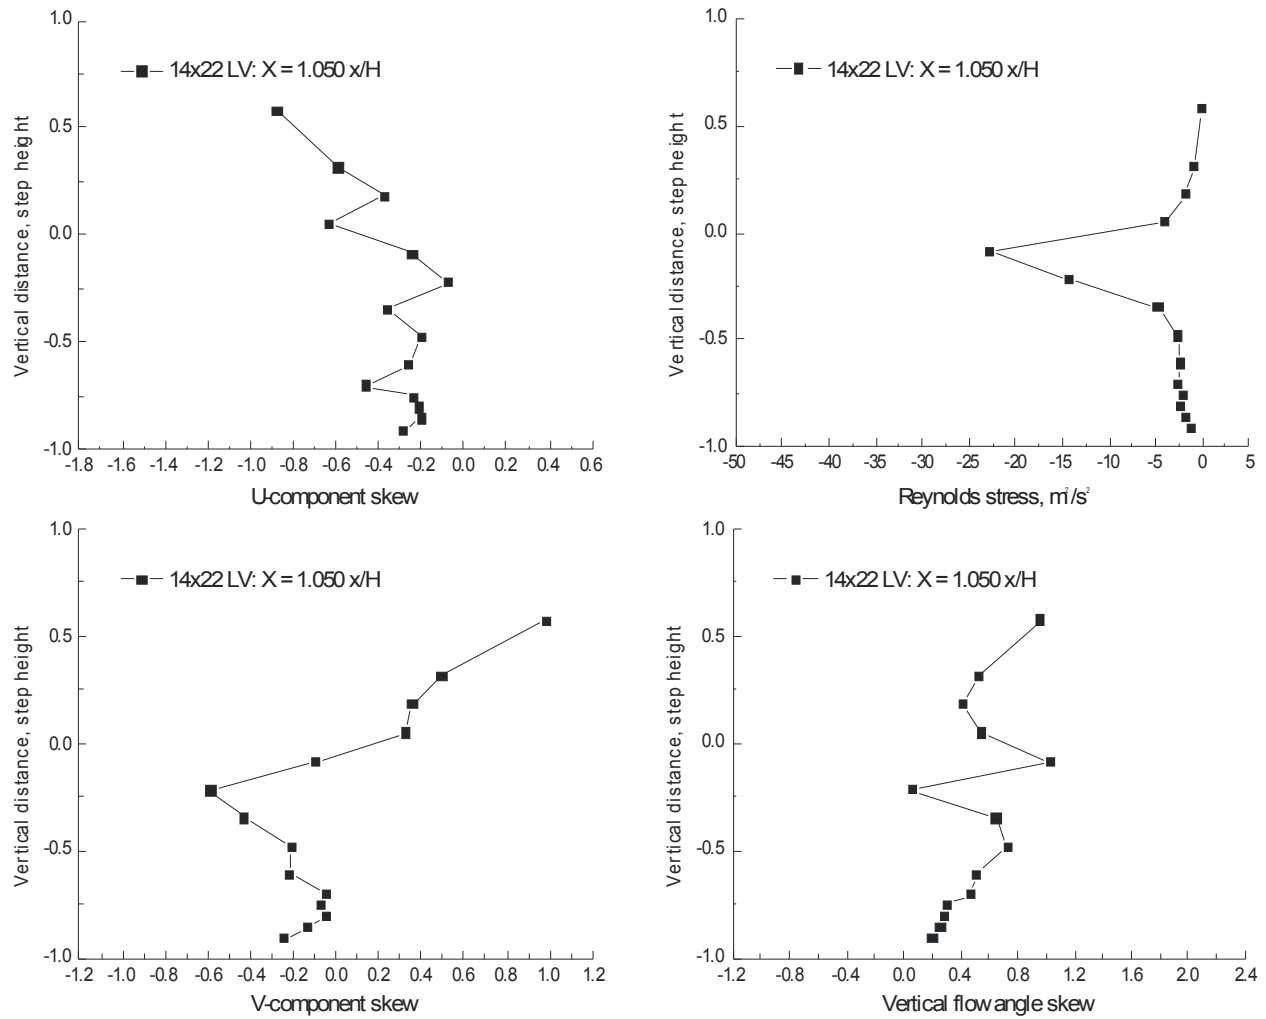 1.0
14x22 LV: X = 1.050 x/H
0.5
0.0
-0.5
-1.0
Vertical distance, step height
-1.8 -1.6 -1.4 -1.2 -1.0 -0.8 -0.6 -0.4 -0.2 0.0 0.2 0.4 0.6
U-component skew
1.0
14x22 LV: X = 1.050 x/H
0.5
0.0
-0.5
-1.0
Vertical distance, step height
-50 -45 -40 -35 -30 -25 -20 -15 -10 -5 0 5
Reynolds stress, m²/s²
1.0
14x22 LV: X = 1.050 x/H
0.5
0.0
-0.5
-1.0
Vertical distance, step height
-1.2 -1.0 -0.8 -0.6 -0.4 -0.2 0.0 0.2 0.4 0.6 0.8 1.0 1.2
V-component skew
1.0
14x22 LV: X = 1.050 x/H
0.5
0.0
-0.5
-1.0
Vertical distance, step height
-1.2 -0.8 -0.4 0.0 0.4 0.8 1.2 1.6 2.0 2.4
Vertical flow angle skew